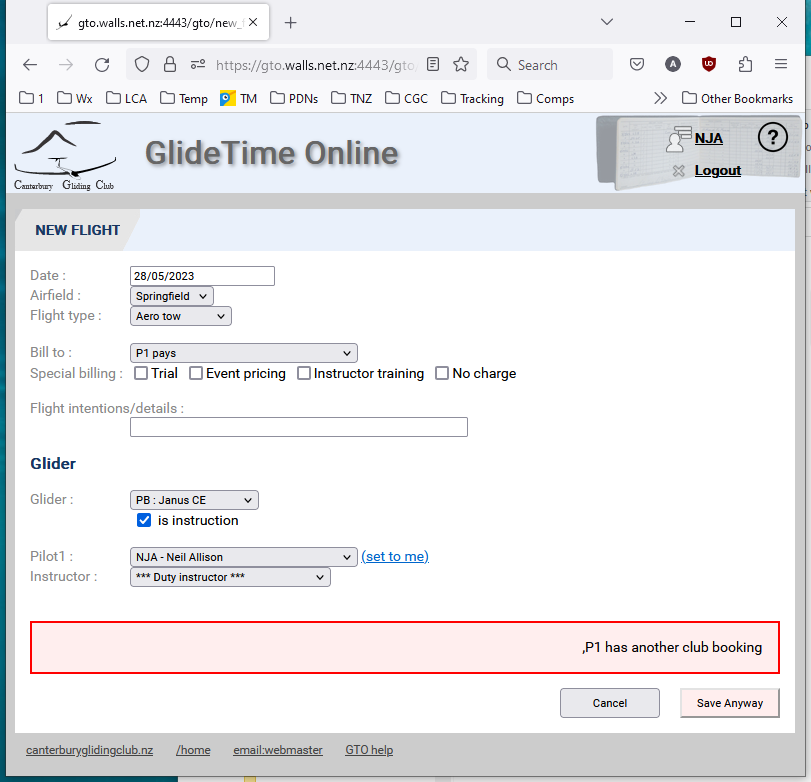 gto.walls.net.nz:4443/gto/new_f
https://gto.walls.net.nz:4443/gto/
Search
1 Wx LCA Temp TM PDNs TNZ CGC Tracking Comps Other Bookmarks
Canterbury Gliding Club
GlideTime Online
NJA
?
Logout
NEW FLIGHT
Date : 28/05/2023
Airfield : Springfield
Flight type : Aero tow
Bill to : P1 pays
Special billing : Trial Event pricing Instructor training No charge
Flight intentions/details :
Glider
Glider : PB : Janus CE
is instruction
Pilot1 : NJA - Neil Allison (set to me)
Instructor : *** Duty instructor ***
,P1 has another club booking
Cancel Save Anyway
canterburyglidingclub.nz /home email:webmaster GTO help